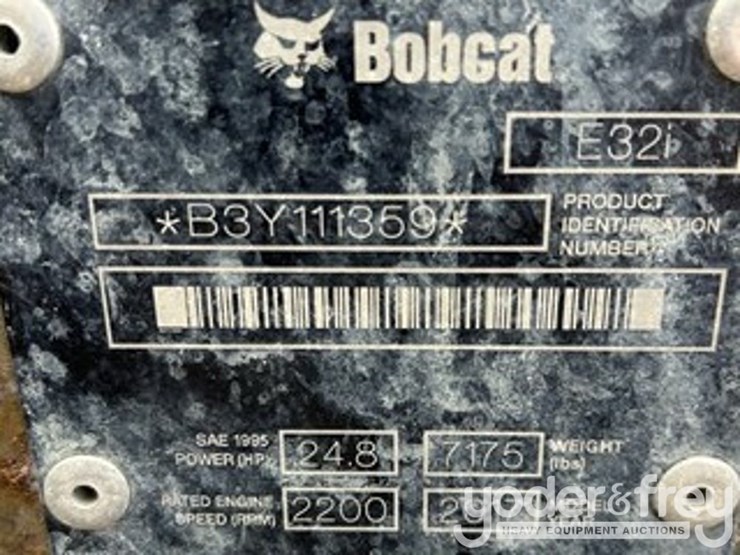 Bobcat
E32i
*B3Y111359*
PRODUCT
IDENTIFICATION
NUMBER
SAE 1995
POWER (HP) 24.8 7175 WEIGHT
(lbs)
RATED ENGINE
SPEED (RPM) 2200
yoder&frey
HEAVY EQUIPMENT AUCTIONS